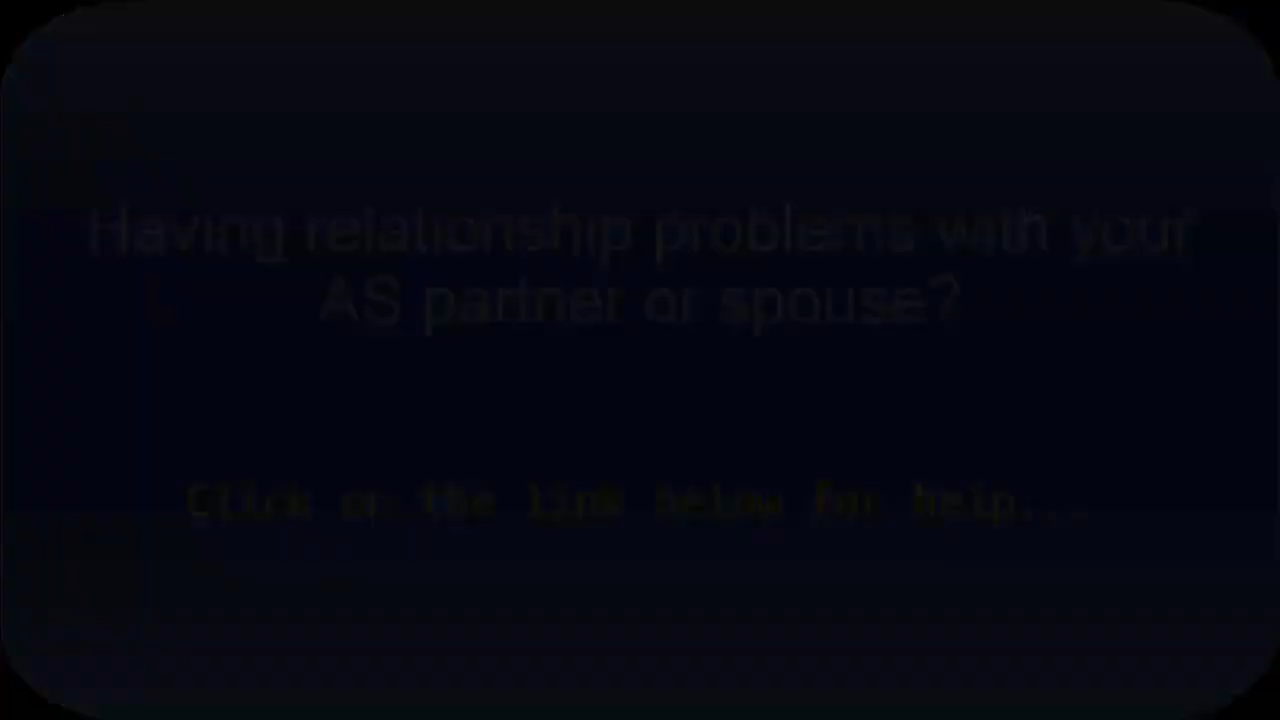 Having relationship problems with your
AS partner or spouse?
Click on the link below for help...